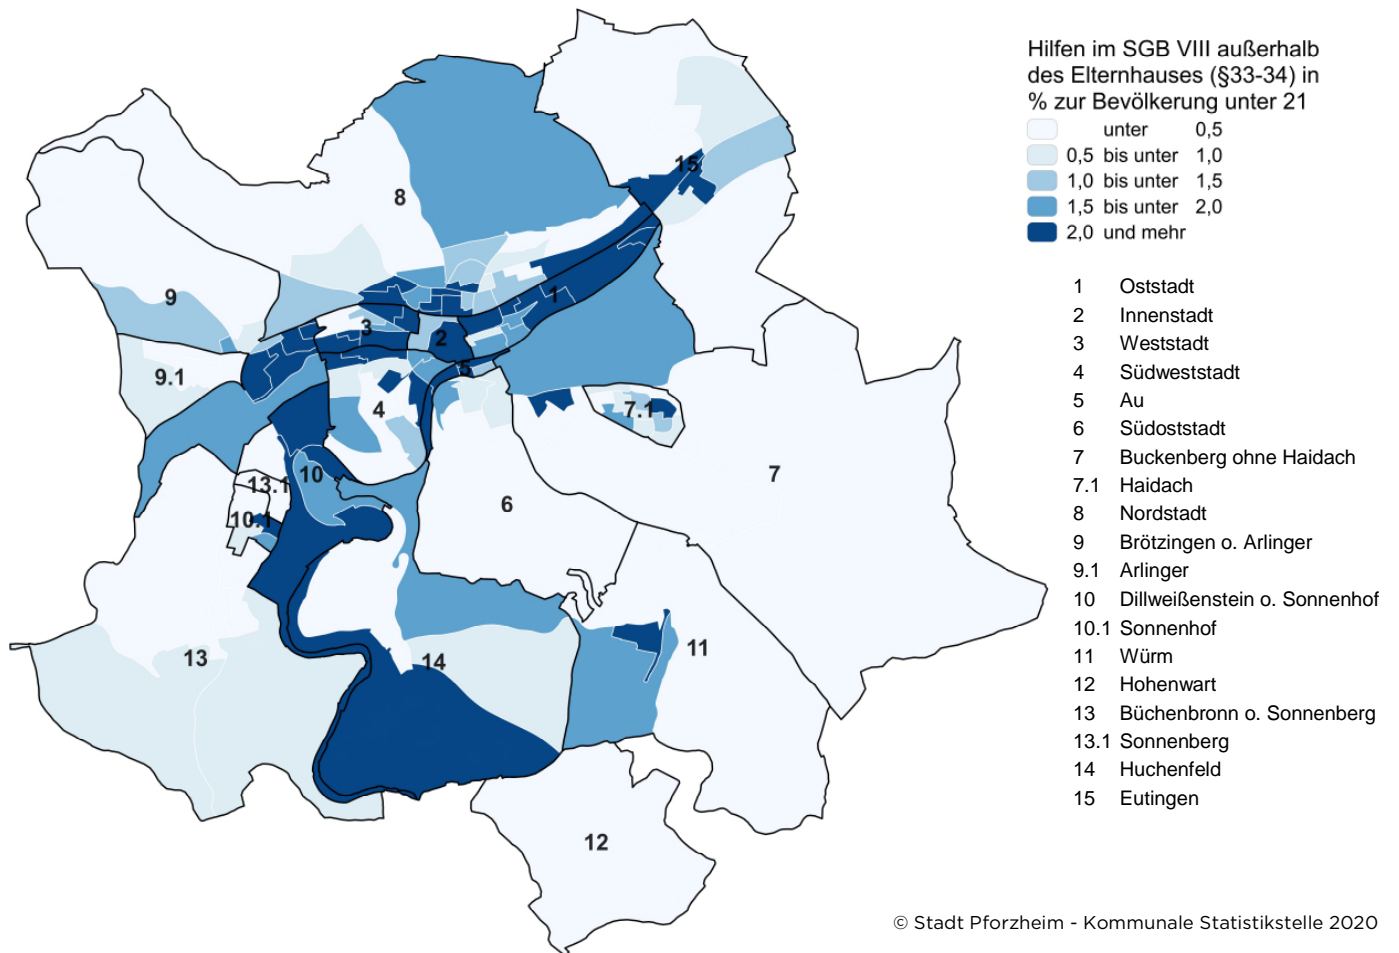 Hilfen im SGB VIII außerhalb
des Elternhauses (§33-34) in
% zur Bevölkerung unter 21
unter 0,5
0,5 bis unter 1,0
1,0 bis unter 1,5
1,5 bis unter 2,0
2,0 und mehr
1 Oststadt
2 Innenstadt
3 Weststadt
4 Südweststadt
5 Au
6 Südoststadt
7 Buckenberg ohne Haidach
7.1 Haidach
8 Nordstadt
9 Brötzingen o. Arlinger
9.1 Arlinger
10 Dillweißenstein o. Sonnenhof
10.1 Sonnenhof
11 Würm
12 Hohenwart
13 Büchenbronn o. Sonnenberg
13.1 Sonnenberg
14 Huchenfeld
15 Eutingen
15
8
9
1
3
2
5
9.1
4
7.1
10
7
13.1
6
10.1
11
13
14
12
© Stadt Pforzheim - Kommunale Statistikstelle 2020